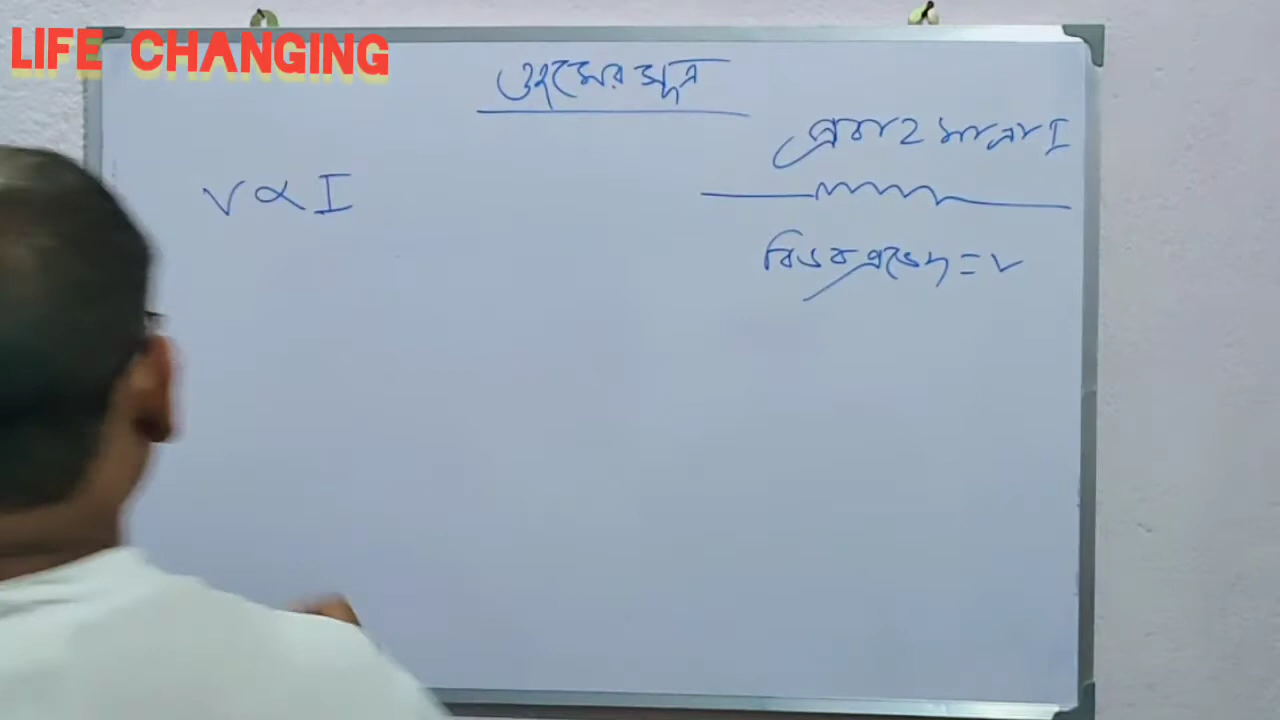 LIFE CHANGING
ওহমের সূত্র
প্রবাহ মাত্রা I
V ∝ I
বিভব প্রভেদ = V